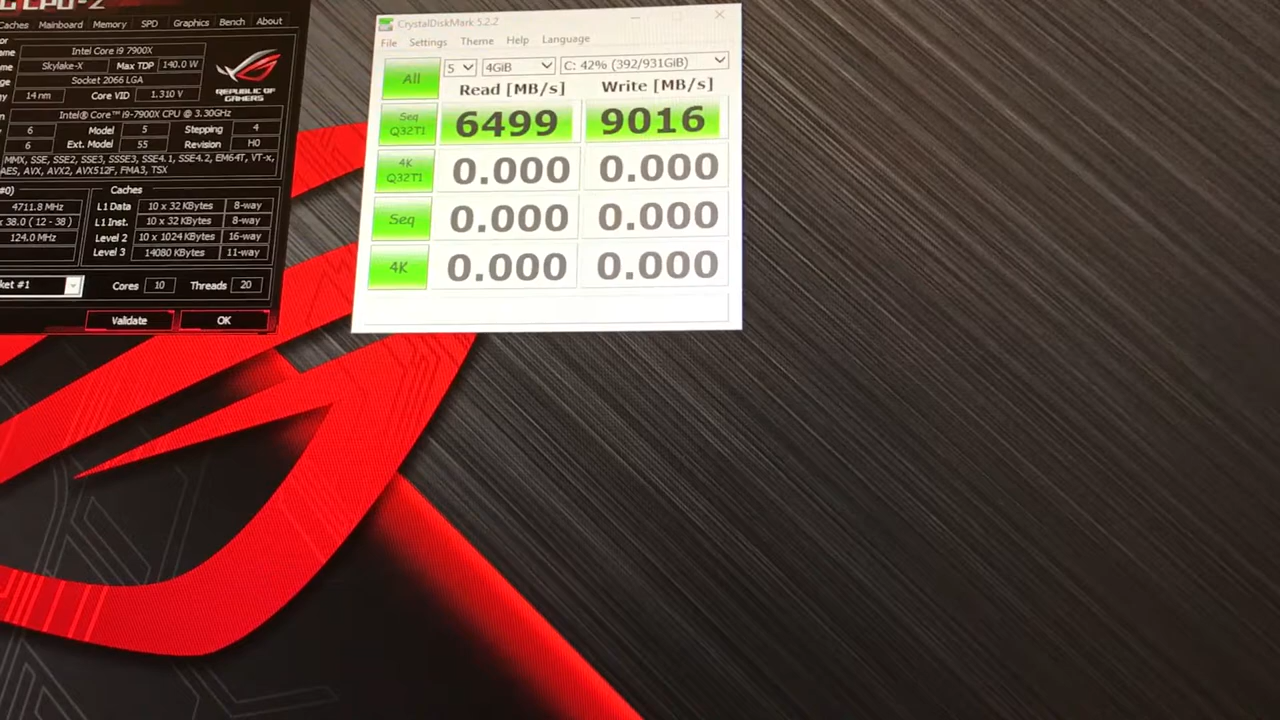 CPU-Z
Caches Mainboard Memory SPD Graphics Bench About
Intel Core i9 7900X
Skylake-X Max TDP 140.0 W
Socket 2066 LGA
14 nm Core VID 1.310 V
REPUBLIC OF
GAMERS
Intel® Core™ i9-7900X CPU @ 3.30GHz
6 Model 5 Stepping 4
6 Ext. Model 55 Revision H0
MMX, SSE, SSE2, SSE3, SSSE3, SSE4.1, SSE4.2, EM64T, VT-x,
AES, AVX, AVX2, AVX512F, FMA3, TSX
#0) Caches
4711.8 MHz L1 Data 10 x 32 KBytes 8-way
x 38.0 ( 12 - 38 ) L1 Inst. 10 x 32 KBytes 8-way
124.0 MHz Level 2 10 x 1024 KBytes 16-way
Level 3 14080 KBytes 11-way
ket #1 Cores 10 Threads 20
Validate OK
CrystalDiskMark 5.2.2
File Settings Theme Help Language
All 5 4GiB C: 42% (392/931GiB)
Read [MB/s] Write [MB/s]
Seq
Q32T1 6499 9016
4K
Q32T1 0.000 0.000
Seq 0.000 0.000
4K 0.000 0.000